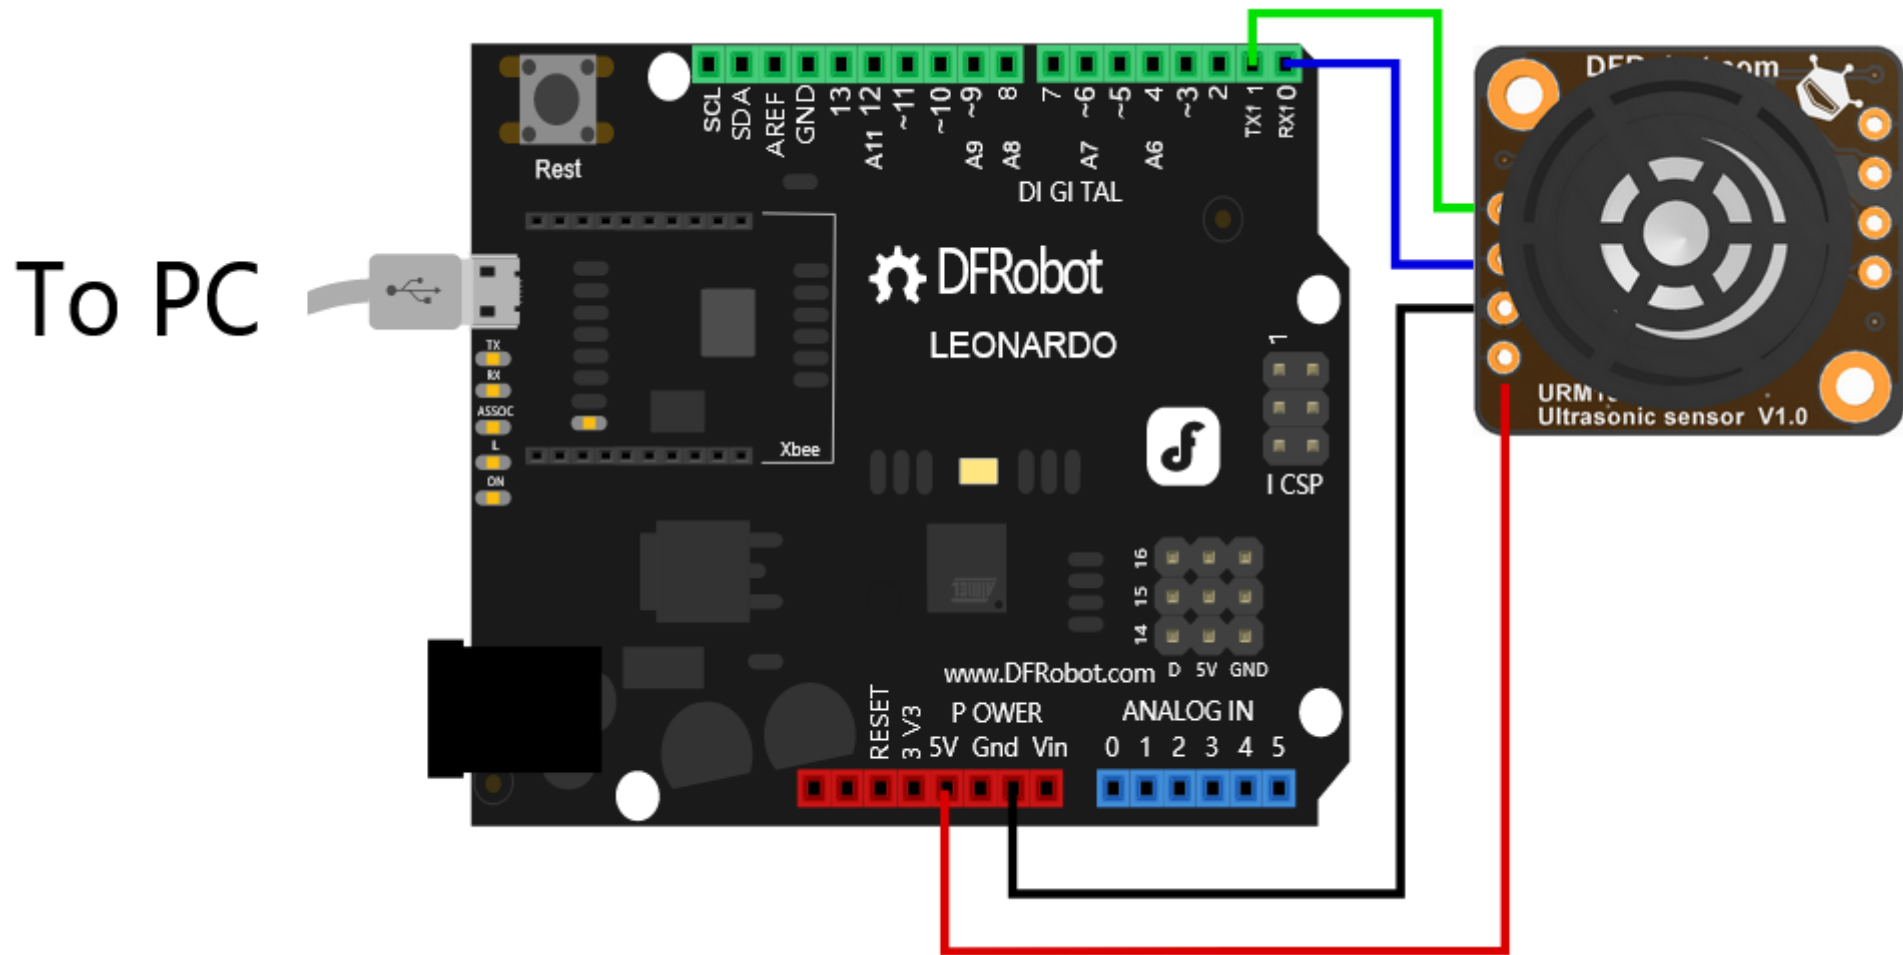 To PC
Rest
SCL
SDA
AREF
GND
13
12
~11
~10
~9
8
7
~6
~5
4
~3
2
TX1 1
RX1 0
A11
A9
A8
A7
A6
DI GI TAL
DFRobot
LEONARDO
TX
RX
ASSOC
L
ON
Xbee
1
I CSP
16
15
14
D 5V GND
www.DFRobot.com
ATMEL
RESET
3 V3
P OWER
5V Gnd Vin
ANALOG IN
0 1 2 3 4 5
Ultrasonic sensor V1.0